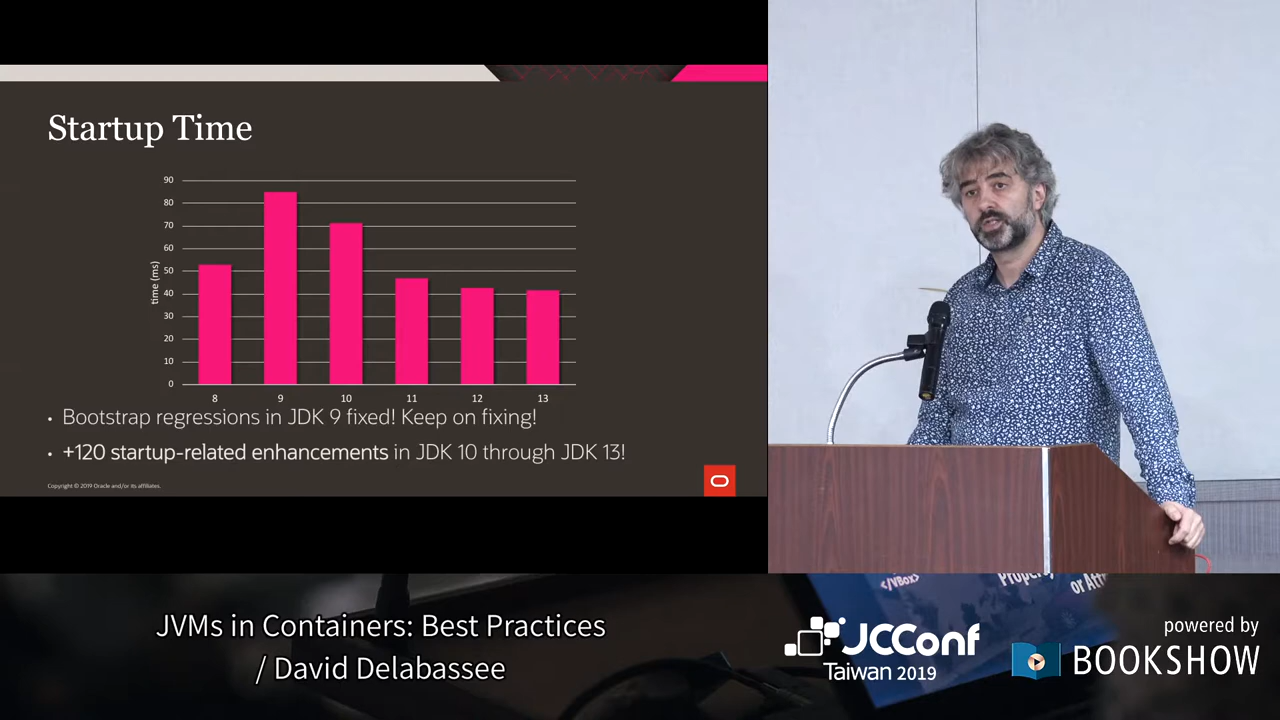 Startup Time
90
80
70
60
50
40
30
20
10
0
time (ms)
8 9 10 11 12 13
• Bootstrap regressions in JDK 9 fixed! Keep on fixing!
• +120 startup-related enhancements in JDK 10 through JDK 13!
Copyright © 2019 Oracle and/or its affiliates.
</VBox>
or
JVMs in Containers: Best Practices
/ David Delabassee
JCConf
Taiwan 2019
powered by
BOOKSHOW